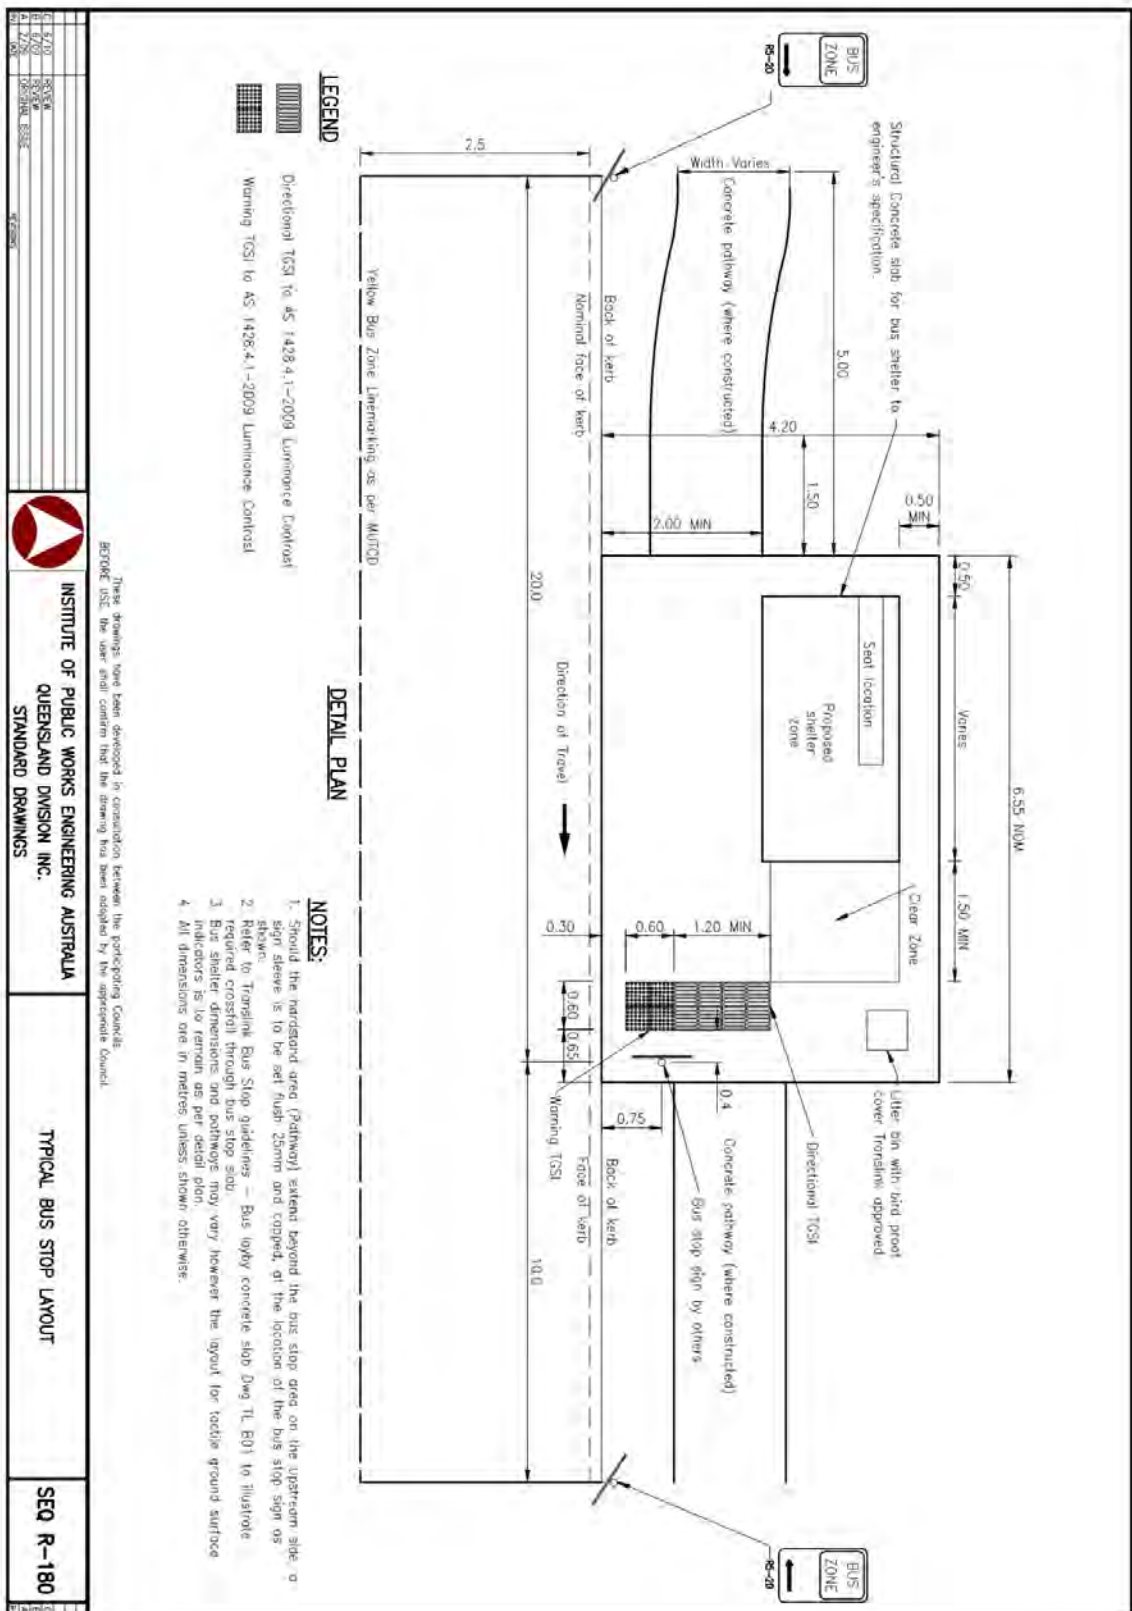 BUS
ZONE
R5-20
BUS
ZONE
R5-20
Structural Concrete slab for bus shelter to
engineer's specification.
6.55 NOM
0.50
Varies
1.50 MIN
0.50
MIN
5.00
4.20
1.50
2.00 MIN
Width Varies
Concrete pathway (where constructed)
Seat location
Proposed
shelter
zone
Clear Zone
Litter bin with bird proof
cover Translink approved
Directional TGSI
Concrete pathway (where constructed)
Bus stop sign by others
1.20 MIN
0.60
0.30
0.60
0.65
0.4
0.75
Warning TGSI
Back of kerb
Nominal face of kerb
Back of kerb
Face of kerb
Direction of Travel
2.5
20.0
10.0
Yellow Bus Zone Linemarking as per MUTCD
DETAIL PLAN
LEGEND
Directional TGSI to AS 1428.4.1-2009 Luminance Contrast
Warning TGSI to AS 1428.4.1-2009 Luminance Contrast
NOTES:
1. Should the hardstand area (Pathway) extend beyond the bus stop area on the upstream side, a
sign sleeve is to be set flush 25mm and capped, at the location of the bus stop sign as
shown.
2. Refer to Translink Bus Stop guidelines – Bus layby concrete slab Dwg TL B01 to illustrate
required crossfall through bus stop slab.
3. Bus shelter dimensions and pathways may vary however the layout for tactile ground surface
indicators is to remain as per detail plan.
4. All dimensions are in metres unless shown otherwise.
These drawings have been developed in consultation between the participating Councils.
BEFORE USE, the user shall confirm that the drawing has been adopted by the appropriate Council.
C 6/10 REVIEW
B 6/09 REVIEW
ORIGINAL ISSUE
DATE
INSTITUTE OF PUBLIC WORKS ENGINEERING AUSTRALIA
QUEENSLAND DIVISION INC.
STANDARD DRAWINGS
TYPICAL BUS STOP LAYOUT
SEQ R-180